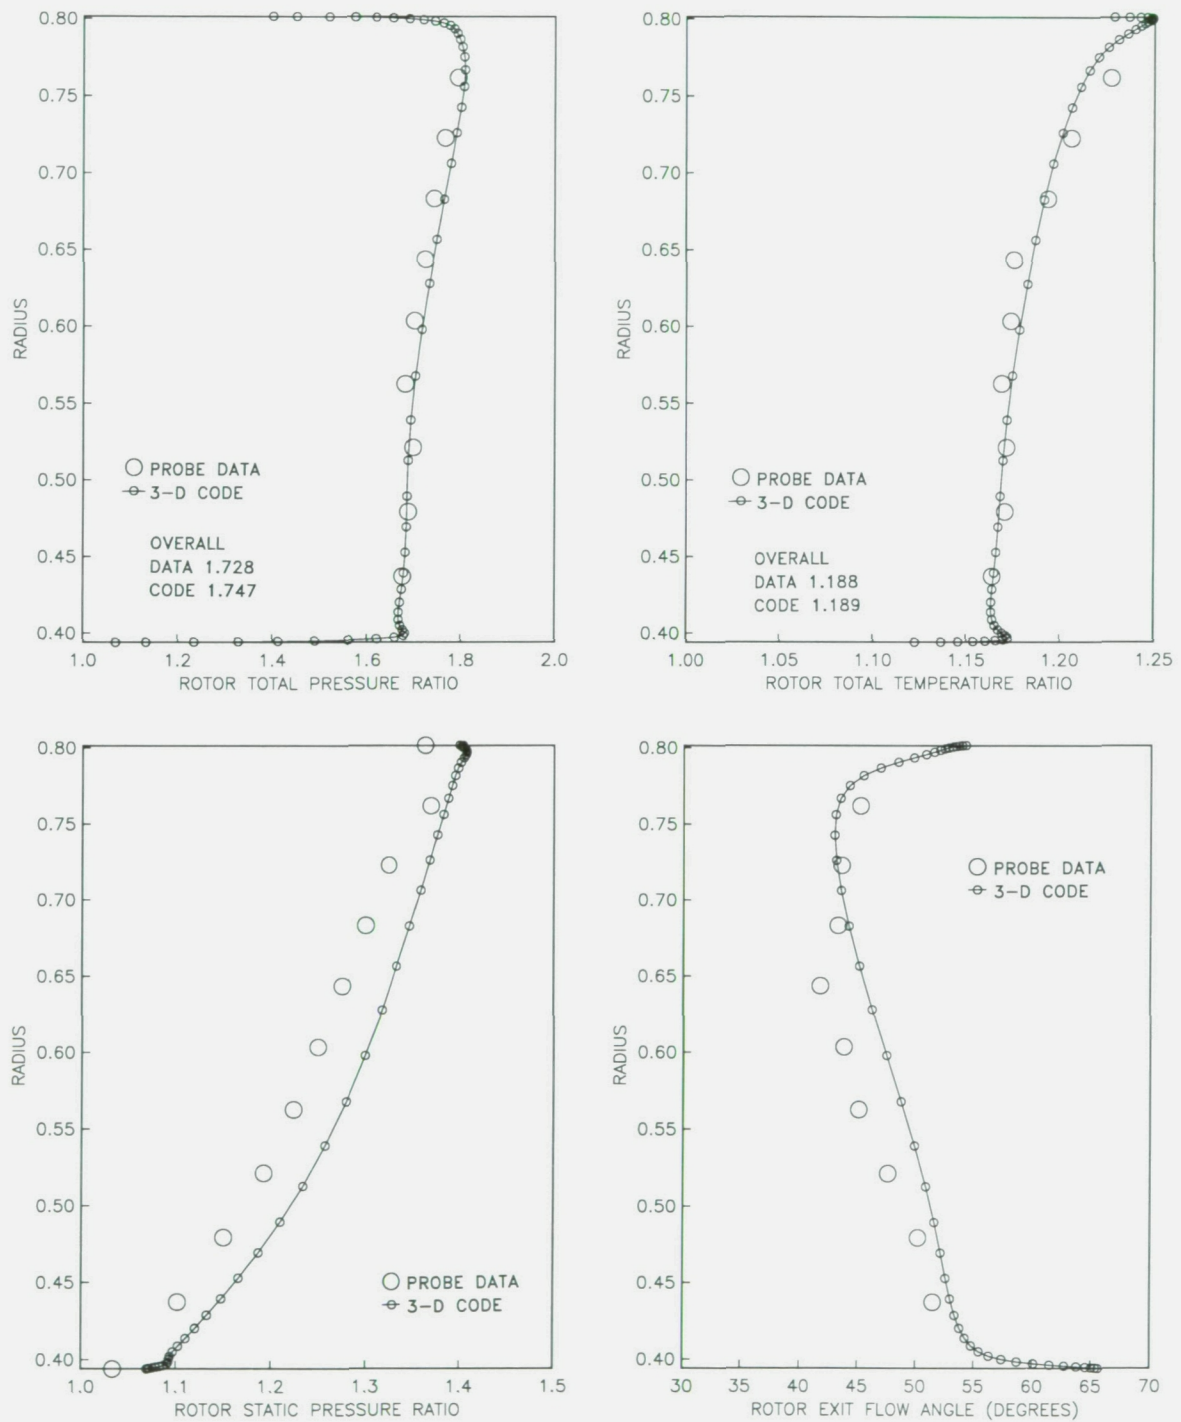 0.80
0.75
0.70
0.65
0.60
0.55
0.50
0.45
0.40
RADIUS
PROBE DATA
3-D CODE
OVERALL
DATA 1.728
CODE 1.747
1.0 1.2 1.4 1.6 1.8 2.0
ROTOR TOTAL PRESSURE RATIO
0.80
0.75
0.70
0.65
0.60
0.55
0.50
0.45
0.40
RADIUS
PROBE DATA
3-D CODE
OVERALL
DATA 1.188
CODE 1.189
1.00 1.05 1.10 1.15 1.20 1.25
ROTOR TOTAL TEMPERATURE RATIO
0.80
0.75
0.70
0.65
0.60
0.55
0.50
0.45
0.40
RADIUS
PROBE DATA
3-D CODE
1.0 1.1 1.2 1.3 1.4 1.5
ROTOR STATIC PRESSURE RATIO
0.80
0.75
0.70
0.65
0.60
0.55
0.50
0.45
0.40
RADIUS
PROBE DATA
3-D CODE
30 35 40 45 50 55 60 65 70
ROTOR EXIT FLOW ANGLE (DEGREES)